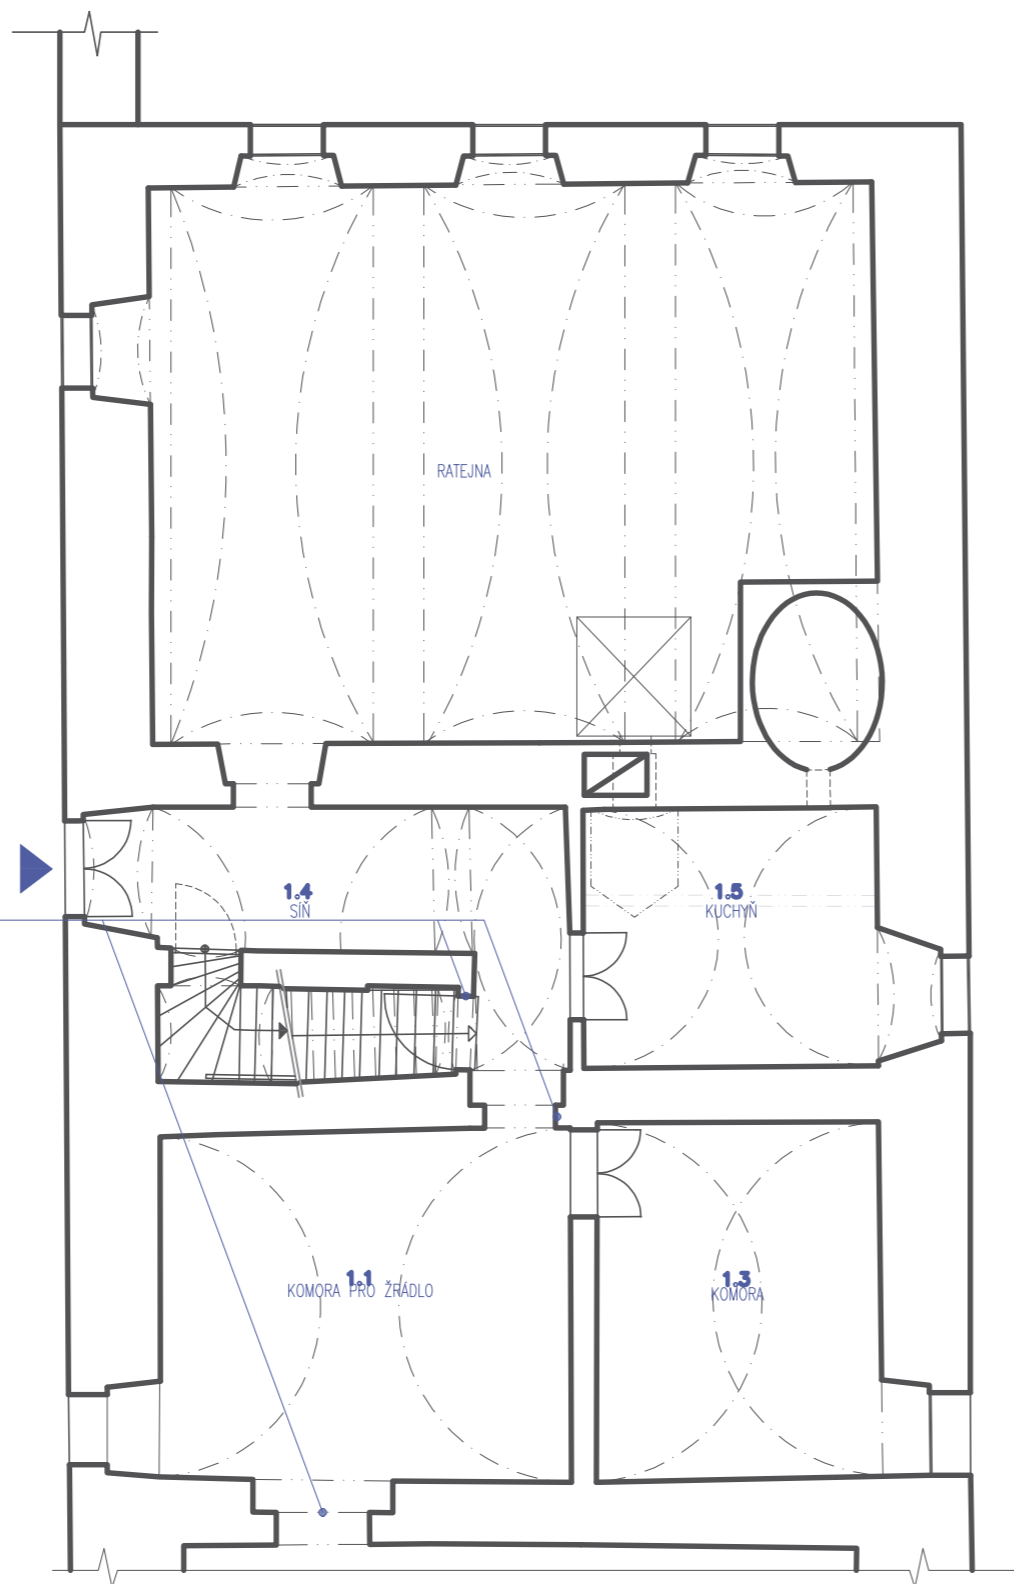 RATEJNA
1.4
SÍŇ
1.5
KUCHYŇ
1.1
KOMORA PRO ŽRÁDLO
1.3
KOMORA